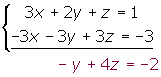 3x + 2y + z = 1
-3x - 3y + 3z = -3
- y + 4z = -2